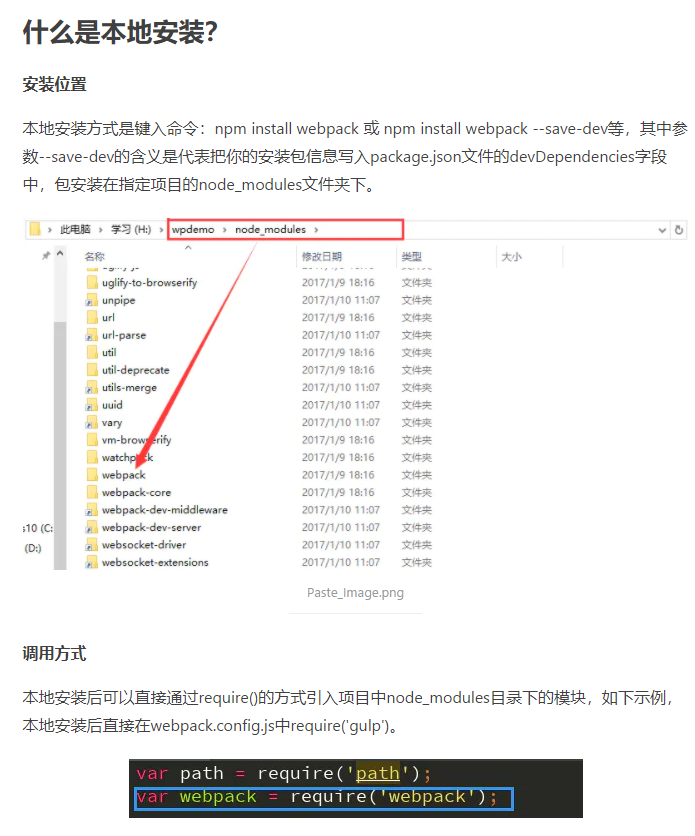 什么是本地安装？
安装位置
本地安装方式是键入命令：npm install webpack 或 npm install webpack --save-dev等，其中参
数--save-dev的含义是代表把你的安装包信息写入package.json文件的devDependencies字段
中，包安装在指定项目的node_modules文件夹下。
此电脑 › 学习 (H:) › wpdemo › node_modules ›
名称 修改日期 类型 大小
uglify-to-browserify 2017/1/9 18:16 文件夹
unpipe 2017/1/10 11:07 文件夹
url 2017/1/9 18:16 文件夹
url-parse 2017/1/10 11:07 文件夹
util 2017/1/9 18:16 文件夹
util-deprecate 2017/1/9 18:16 文件夹
utils-merge 2017/1/10 11:07 文件夹
uuid 2017/1/10 11:07 文件夹
vary 2017/1/10 11:07 文件夹
vm-browserify 2017/1/9 18:16 文件夹
watchpack 2017/1/9 18:16 文件夹
webpack 2017/1/9 18:16 文件夹
webpack-core 2017/1/9 18:16 文件夹
webpack-dev-middleware 2017/1/10 11:07 文件夹
s10 (C: webpack-dev-server 2017/1/10 11:07 文件夹
(D:) websocket-driver 2017/1/10 11:07 文件夹
websocket-extensions 2017/1/10 11:07 文件夹
Paste_Image.png
调用方式
本地安装后可以直接通过require()的方式引入项目中node_modules目录下的模块，如下示例，
本地安装后直接在webpack.config.js中require('gulp')。
var path = require('path');
var webpack = require('webpack');